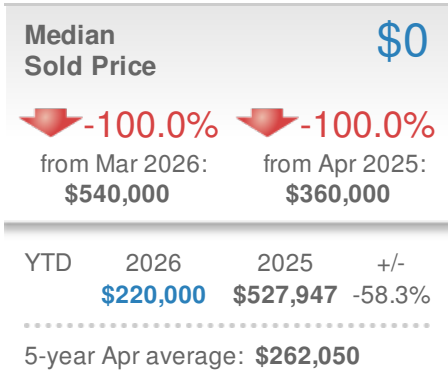 Median
Sold Price
$0
-100.0% -100.0%
from Mar 2026: from Apr 2025:
$540,000 $360,000
YTD 2026 2025 +/-
$220,000 $527,947 -58.3%
5-year Apr average: $262,050